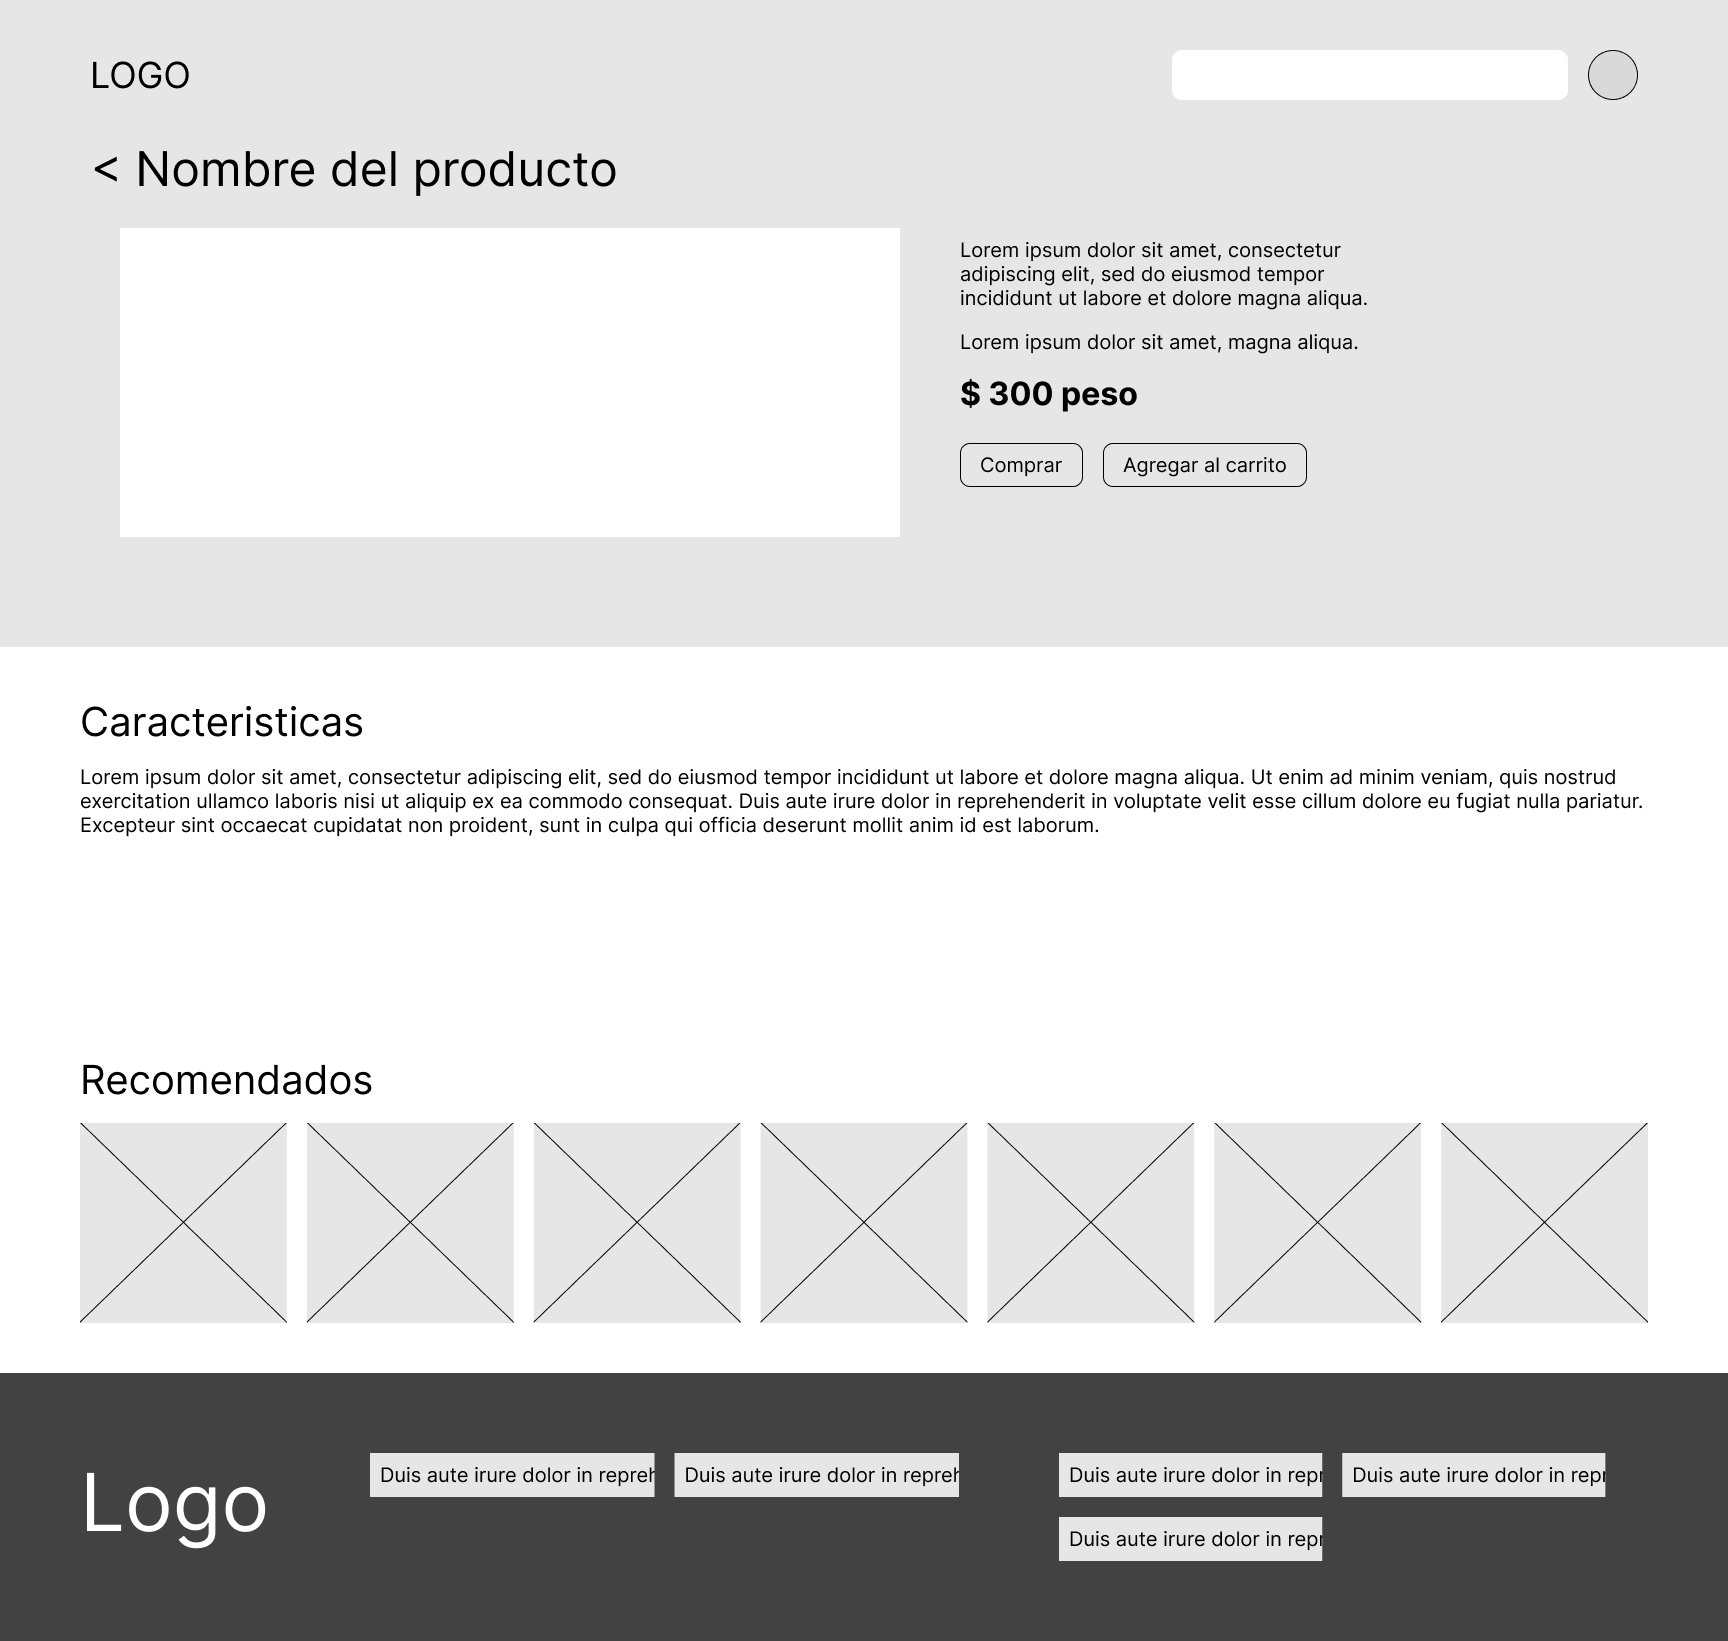 LOGO
< Nombre del producto
Lorem ipsum dolor sit amet, consectetur
adipiscing elit, sed do eiusmod tempor
incididunt ut labore et dolore magna aliqua.
Lorem ipsum dolor sit amet, magna aliqua.
$ 300 peso
Comprar
Agregar al carrito
Caracteristicas
Lorem ipsum dolor sit amet, consectetur adipiscing elit, sed do eiusmod tempor incididunt ut labore et dolore magna aliqua. Ut enim ad minim veniam, quis nostrud
exercitation ullamco laboris nisi ut aliquip ex ea commodo consequat. Duis aute irure dolor in reprehenderit in voluptate velit esse cillum dolore eu fugiat nulla pariatur.
Excepteur sint occaecat cupidatat non proident, sunt in culpa qui officia deserunt mollit anim id est laborum.
Recomendados
Logo
Duis aute irure dolor in
Duis aute irure dolor in
Duis aute irure dolor in
Duis aute irure dolor in
Duis aute irure dolor in